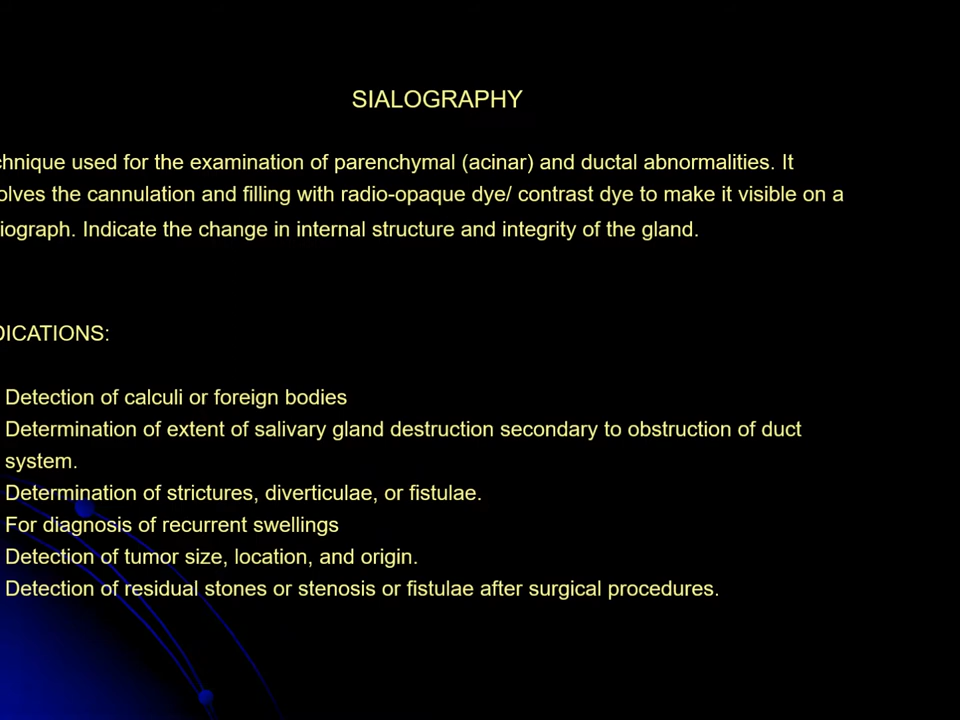 SIALOGRAPHY
chnique used for the examination of parenchymal (acinar) and ductal abnormalities. It
olves the cannulation and filling with radio-opaque dye/ contrast dye to make it visible on a
iograph. Indicate the change in internal structure and integrity of the gland.
DICATIONS:
Detection of calculi or foreign bodies
Determination of extent of salivary gland destruction secondary to obstruction of duct
system.
Determination of strictures, diverticulae, or fistulae.
For diagnosis of recurrent swellings
Detection of tumor size, location, and origin.
Detection of residual stones or stenosis or fistulae after surgical procedures.